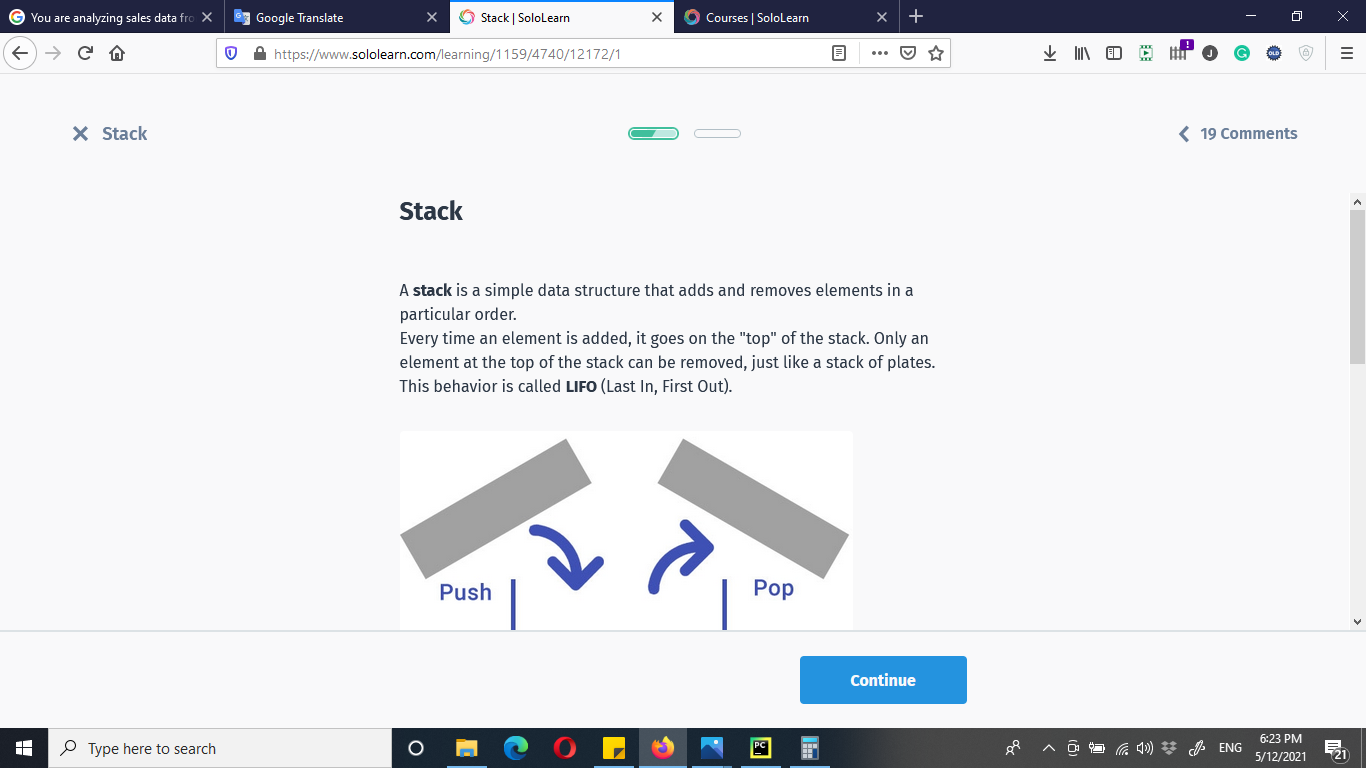 You are analyzing sales data fro
Google Translate
Stack | SoloLearn
Courses | SoloLearn
https://www.sololearn.com/learning/1159/4740/12172/1
Stack
19 Comments
Stack
A stack is a simple data structure that adds and removes elements in a
particular order.
Every time an element is added, it goes on the "top" of the stack. Only an
element at the top of the stack can be removed, just like a stack of plates.
This behavior is called LIFO (Last In, First Out).
Push
Pop
Continue
Type here to search
PC
ENG
6:23 PM
5/12/2021
21